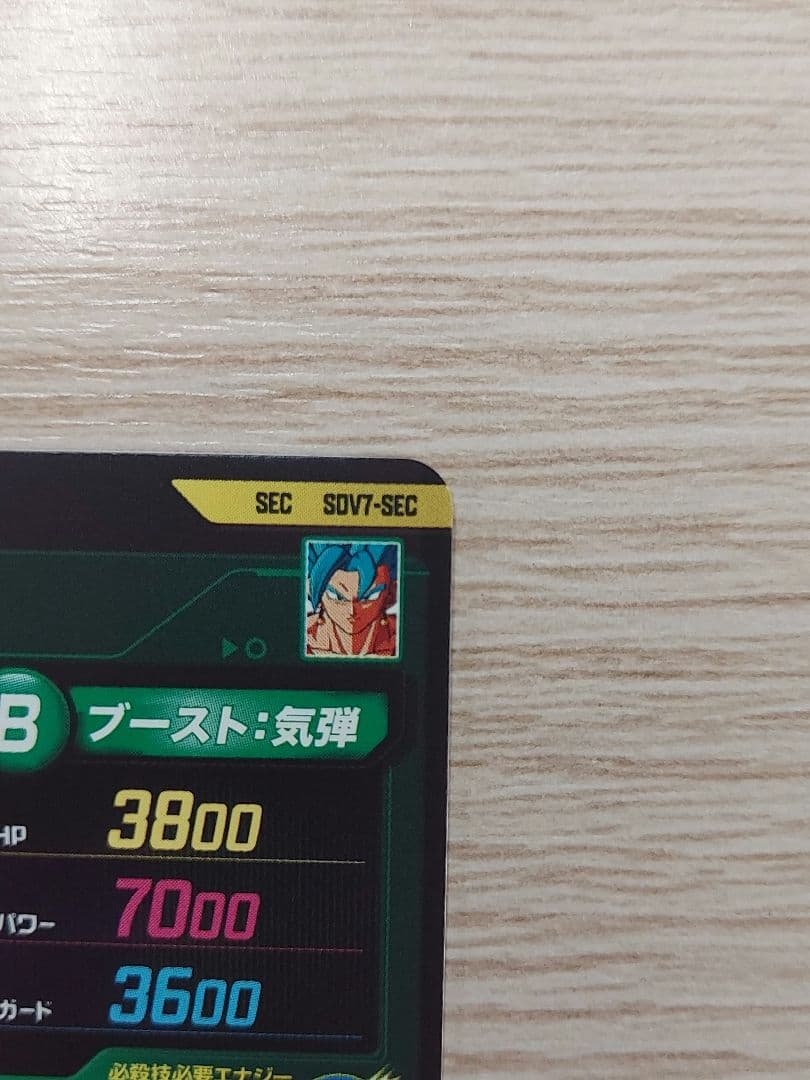 SEC SDV7-SEC
B ブースト:気弾
HP 3800
パワー 7000
ガード 3600
必殺技必要エナジー